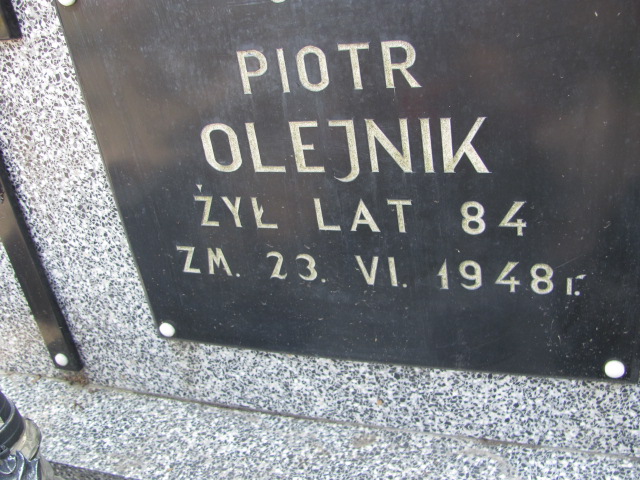 PIOTR
OLEJNIK
ŻYŁ LAT 84
ZM. 23. VI. 1948 r.